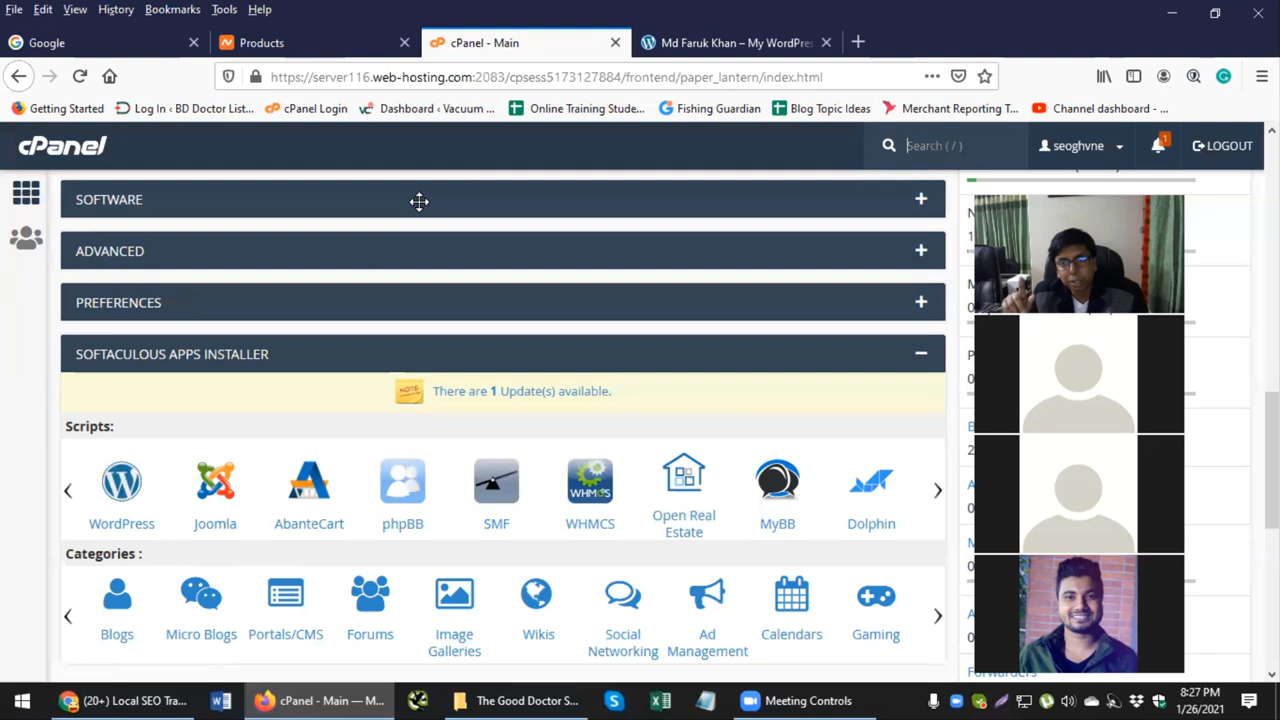 File Edit View History Bookmarks Tools Help
Google
Products
cPanel - Main
Md Faruk Khan – My WordPres
https://server116.web-hosting.com:2083/cpsess5173127884/frontend/paper_lantern/index.html
Getting Started
Log In ‹ BD Doctor List...
cPanel Login
Dashboard ‹ Vacuum ...
Online Training Stude...
Fishing Guardian
Blog Topic Ideas
Merchant Reporting T...
Channel dashboard - ...
cPanel
Search ( / )
seoghvne
1
LOGOUT
SOFTWARE
ADVANCED
PREFERENCES
SOFTACULOUS APPS INSTALLER
NOTE
There are 1 Update(s) available.
Scripts:
WordPress
Joomla
AbanteCart
phpBB
SMF
WHMCS
WHMCS
Open Real
Estate
MyBB
Dolphin
Categories :
Blogs
Micro Blogs
Portals/CMS
Forums
Image
Galleries
Wikis
Social
Networking
Ad
Management
Calendars
Gaming
Forwarders
(20+) Local SEO Tra...
cPanel - Main — M...
The Good Doctor S...
Meeting Controls
8:27 PM
1/26/2021